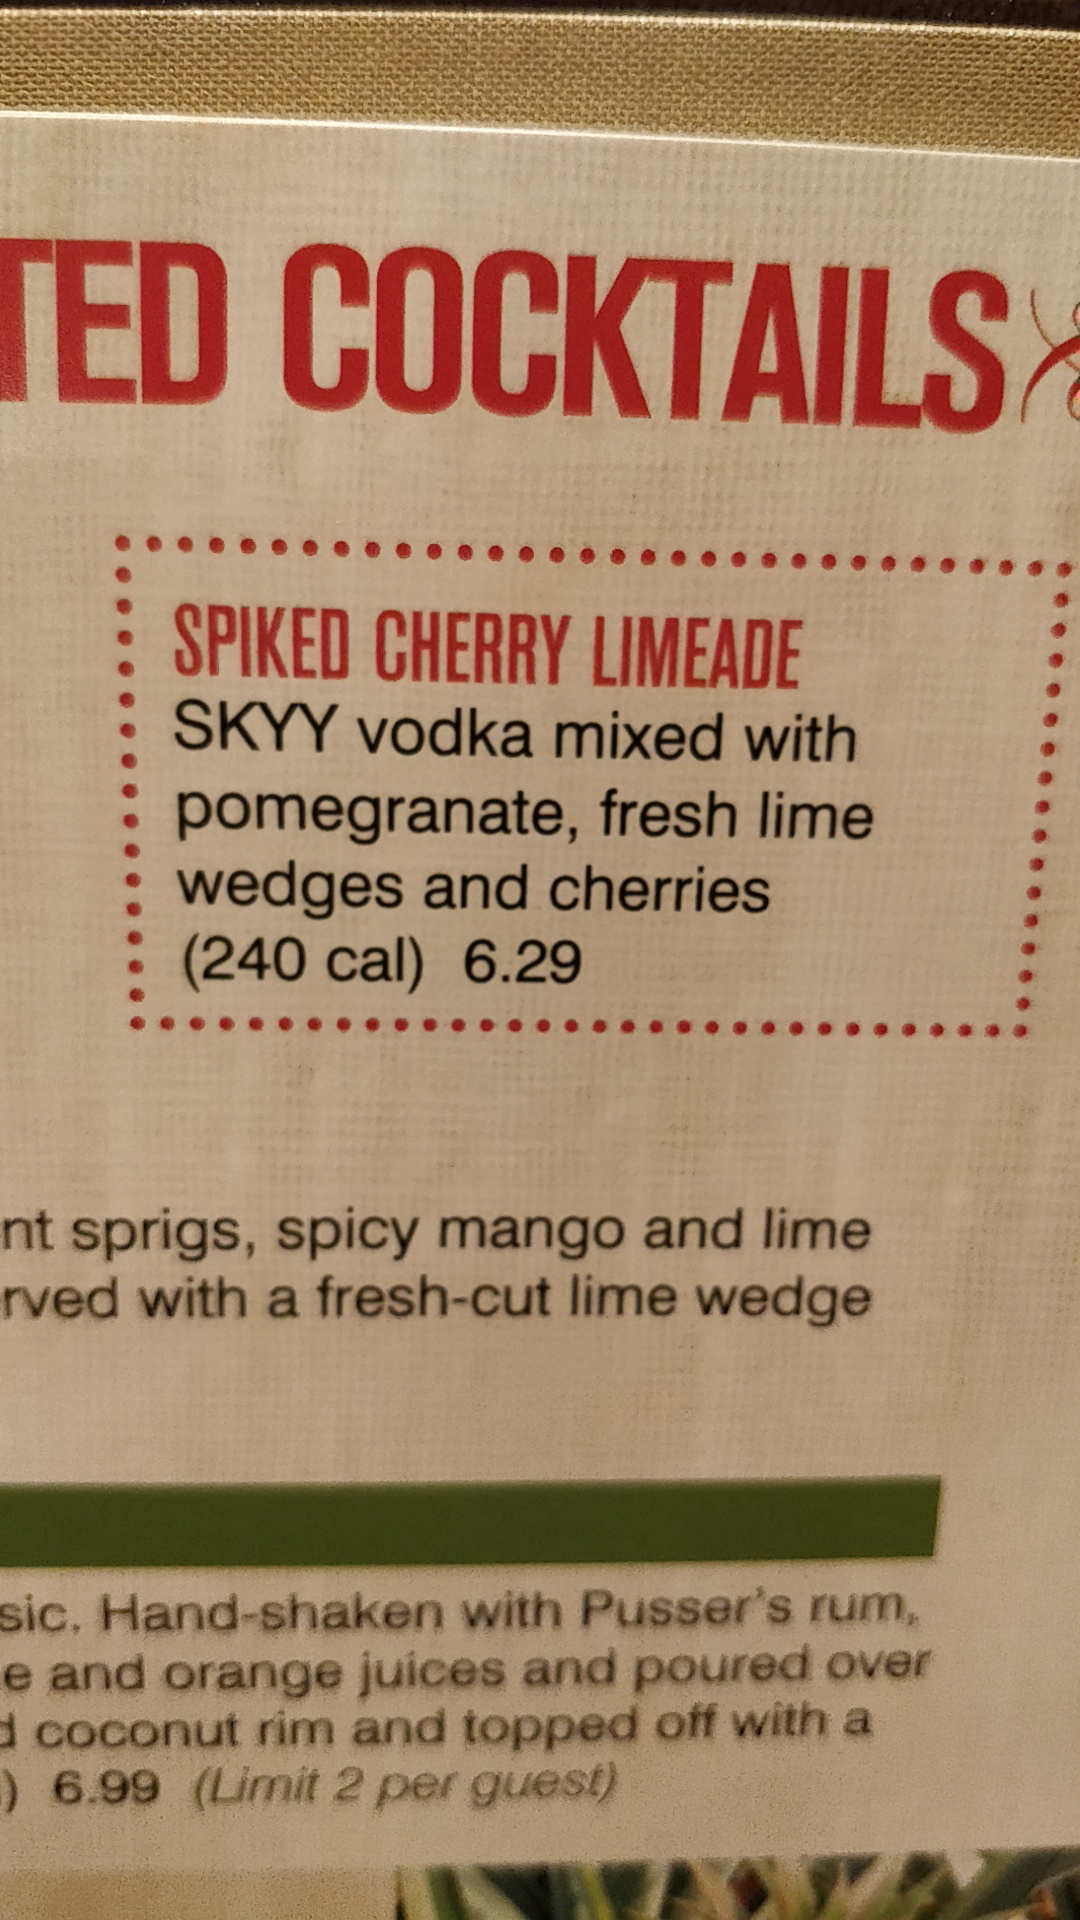 TED COCKTAILS
SPIKED CHERRY LIMEADE
SKYY vodka mixed with
pomegranate, fresh lime
wedges and cherries
(240 cal) 6.29
nt sprigs, spicy mango and lime
rved with a fresh-cut lime wedge
sic. Hand-shaken with Pusser's rum,
e and orange juices and poured over
d coconut rim and topped off with a
) 6.99 (Limit 2 per guest)